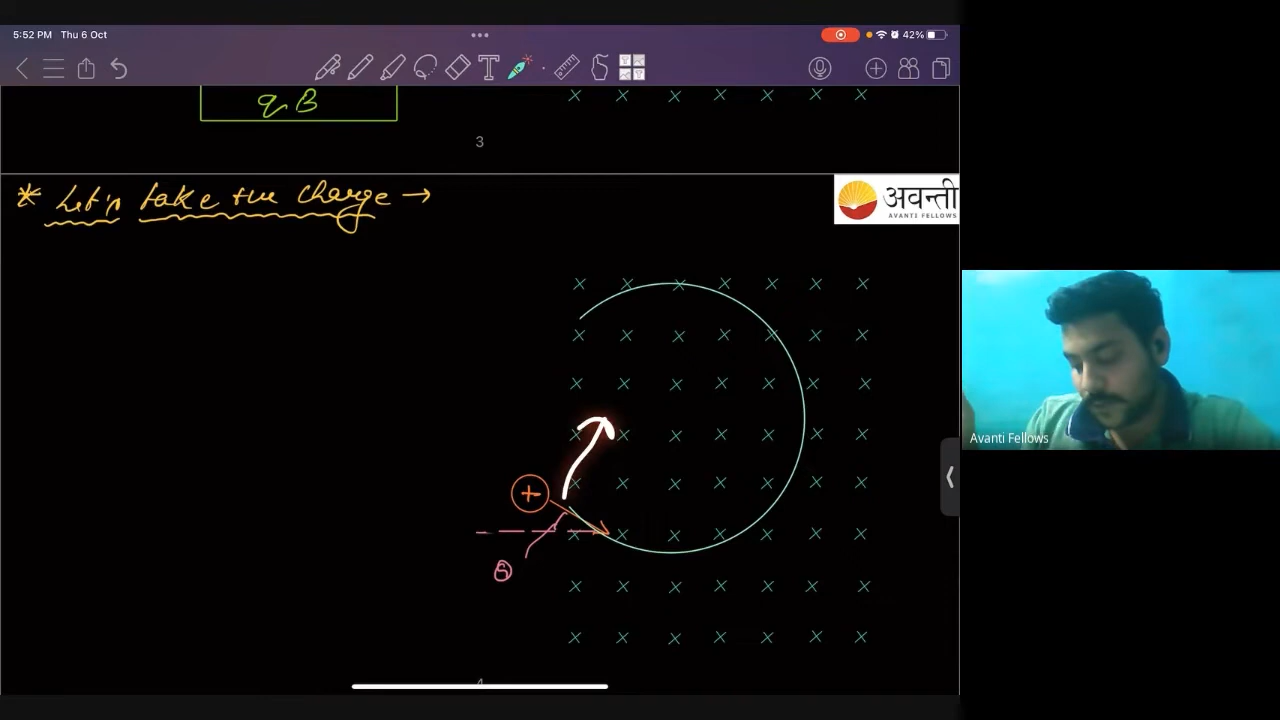 5:52 PM Thu 6 Oct
42%
qB
3
* Let's take the charge →
अवन्ती
AVANTI FELLOWS
+
θ
Avanti Fellows